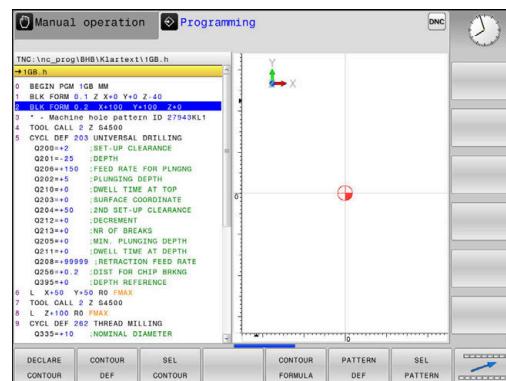 Manual operation
Programming
DNC
TNC:\nc_prog\BHB\Klartext\1GB.h
→1GB.h
0 BEGIN PGM 1GB MM
1 BLK FORM 0.1 Z X+0 Y+0 Z-40
2 BLK FORM 0.2 X+100 Y+100 Z+0
3 * - Machine hole pattern ID 27943KL1
4 TOOL CALL 2 Z S4500
5 CYCL DEF 203 UNIVERSAL DRILLING
Q200=+2 ;SET-UP CLEARANCE
Q201=-25 ;DEPTH
Q206=+150 ;FEED RATE FOR PLNGNG
Q202=+5 ;PLUNGING DEPTH
Q210=+0 ;DWELL TIME AT TOP
Q203=+0 ;SURFACE COORDINATE
Q204=+50 ;2ND SET-UP CLEARANCE
Q212=+0 ;DECREMENT
Q213=+0 ;NR OF BREAKS
Q205=+0 ;MIN. PLUNGING DEPTH
Q211=+0 ;DWELL TIME AT DEPTH
Q208=+99999 ;RETRACTION FEED RATE
Q256=+0.2 ;DIST FOR CHIP BRKNG
Q395=+0 ;DEPTH REFERENCE
6 L X+50 Y+50 R0 FMAX
7 TOOL CALL 2 Z S4500
8 L Z+100 R0 FMAX
9 CYCL DEF 262 THREAD MILLING
Q335=+10 ;NOMINAL DIAMETER
Y
X
0
0
DECLARE CONTOUR
CONTOUR DEF
SEL CONTOUR
CONTOUR FORMULA
PATTERN DEF
SEL PATTERN